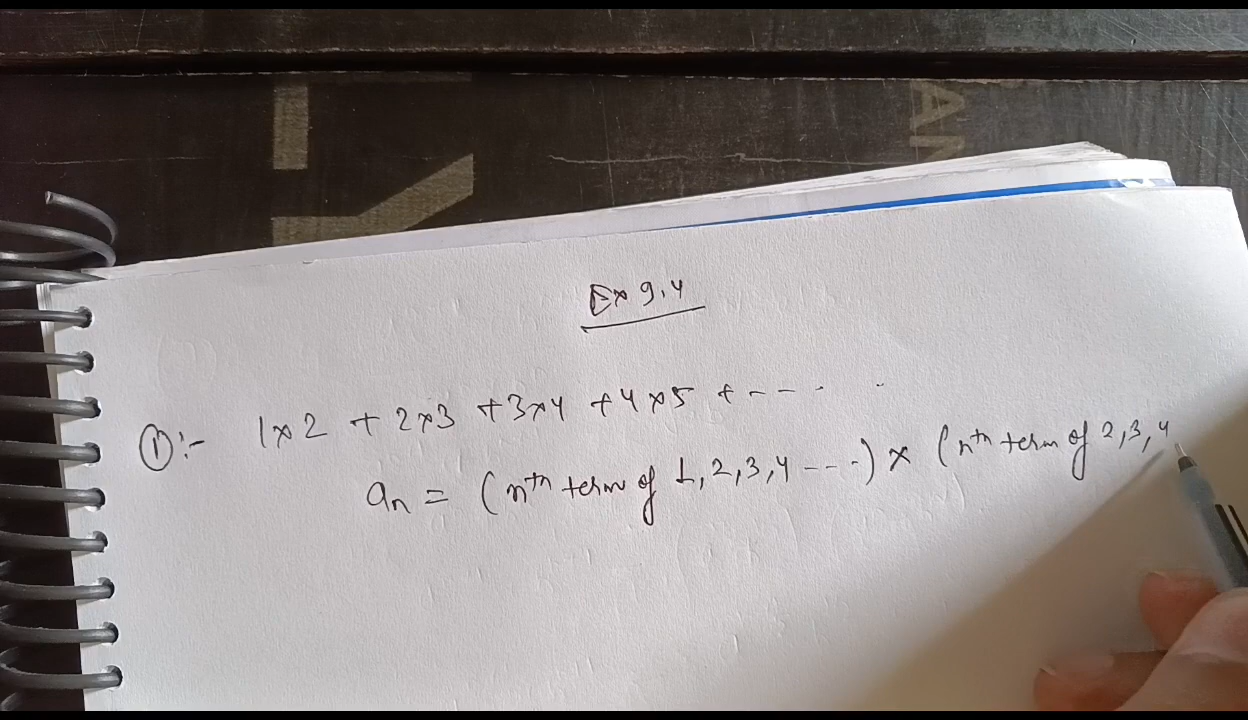 Ex 9.4
①:- 1×2 + 2×3 + 3×4 + 4×5 + - - - .
an = (nth term of 1, 2, 3, 4 - - - -) × (nth term of 2, 3, 4
AN